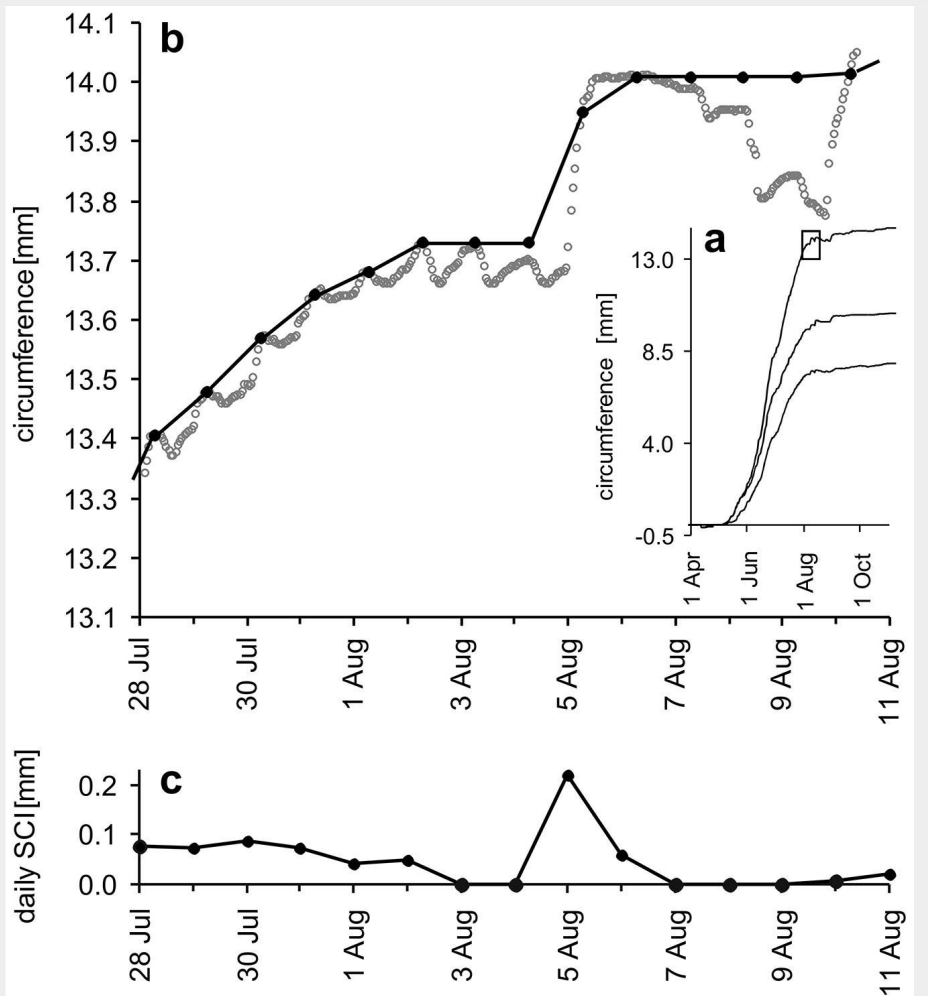 b
14.1
14.0
13.9
13.8
13.7
13.6
13.5
13.4
13.3
13.2
13.1
circumference [mm]
28 Jul
30 Jul
1 Aug
3 Aug
5 Aug
7 Aug
9 Aug
11 Aug
a
13.0
8.5
4.0
-0.5
circumference [mm]
1 Apr
1 Jun
1 Aug
1 Oct
c
0.2
0.1
0.0
daily SCI [mm]
28 Jul
30 Jul
1 Aug
3 Aug
5 Aug
7 Aug
9 Aug
11 Aug